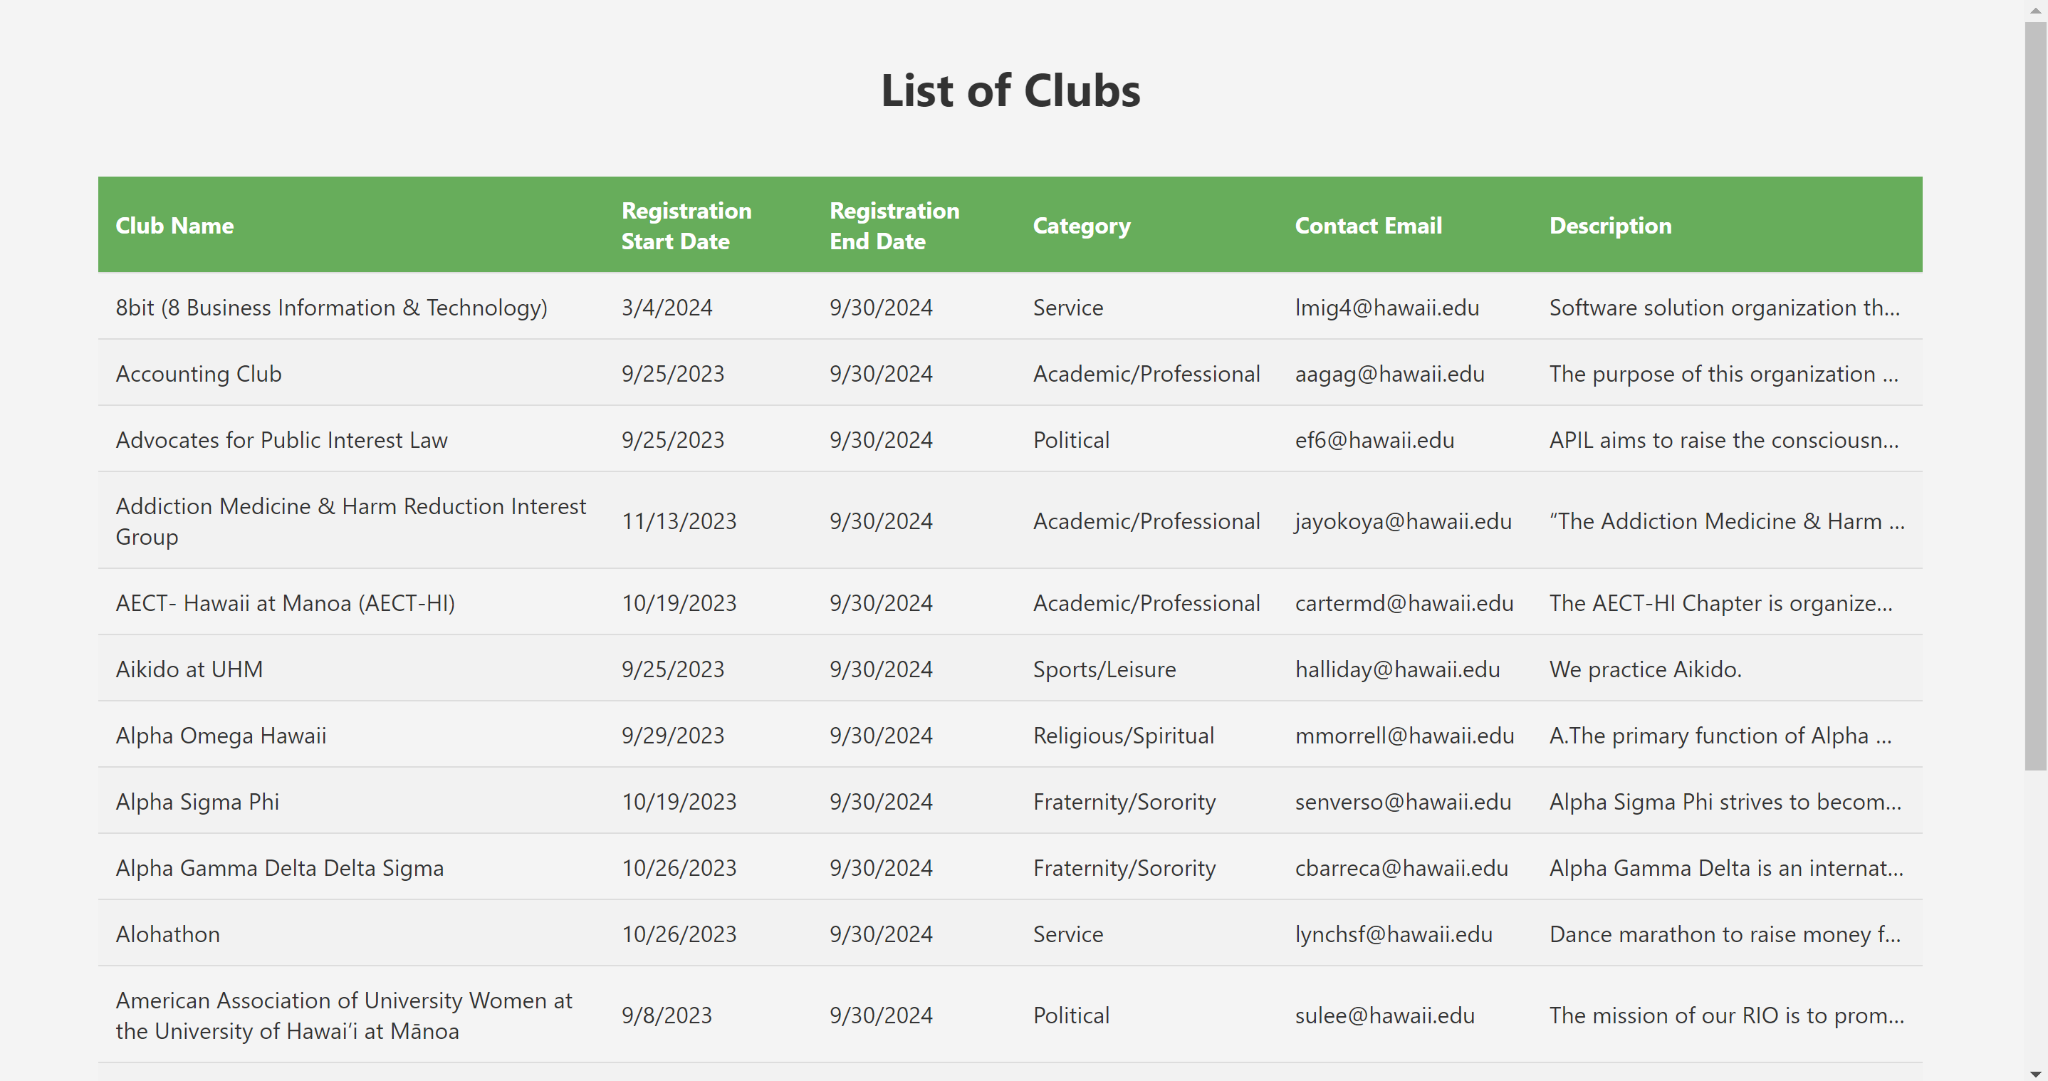 List of Clubs
Club Name Registration Start Date Registration End Date Category Contact Email Description
8bit (8 Business Information & Technology) 3/4/2024 9/30/2024 Service lmig4@hawaii.edu Software solution organization th...
Accounting Club 9/25/2023 9/30/2024 Academic/Professional aagag@hawaii.edu The purpose of this organization ...
Advocates for Public Interest Law 9/25/2023 9/30/2024 Political ef6@hawaii.edu APIL aims to raise the consciousn...
Addiction Medicine & Harm Reduction Interest Group 11/13/2023 9/30/2024 Academic/Professional jayokoya@hawaii.edu “The Addiction Medicine & Harm ...
AECT- Hawaii at Manoa (AECT-HI) 10/19/2023 9/30/2024 Academic/Professional cartermd@hawaii.edu The AECT-HI Chapter is organize...
Aikido at UHM 9/25/2023 9/30/2024 Sports/Leisure halliday@hawaii.edu We practice Aikido.
Alpha Omega Hawaii 9/29/2023 9/30/2024 Religious/Spiritual mmorrell@hawaii.edu A.The primary function of Alpha ...
Alpha Sigma Phi 10/19/2023 9/30/2024 Fraternity/Sorority senverso@hawaii.edu Alpha Sigma Phi strives to becom...
Alpha Gamma Delta Delta Sigma 10/26/2023 9/30/2024 Fraternity/Sorority cbarreca@hawaii.edu Alpha Gamma Delta is an internat...
Alohathon 10/26/2023 9/30/2024 Service lynchsf@hawaii.edu Dance marathon to raise money f...
American Association of University Women at the University of Hawai’i at Mānoa 9/8/2023 9/30/2024 Political sulee@hawaii.edu The mission of our RIO is to prom...